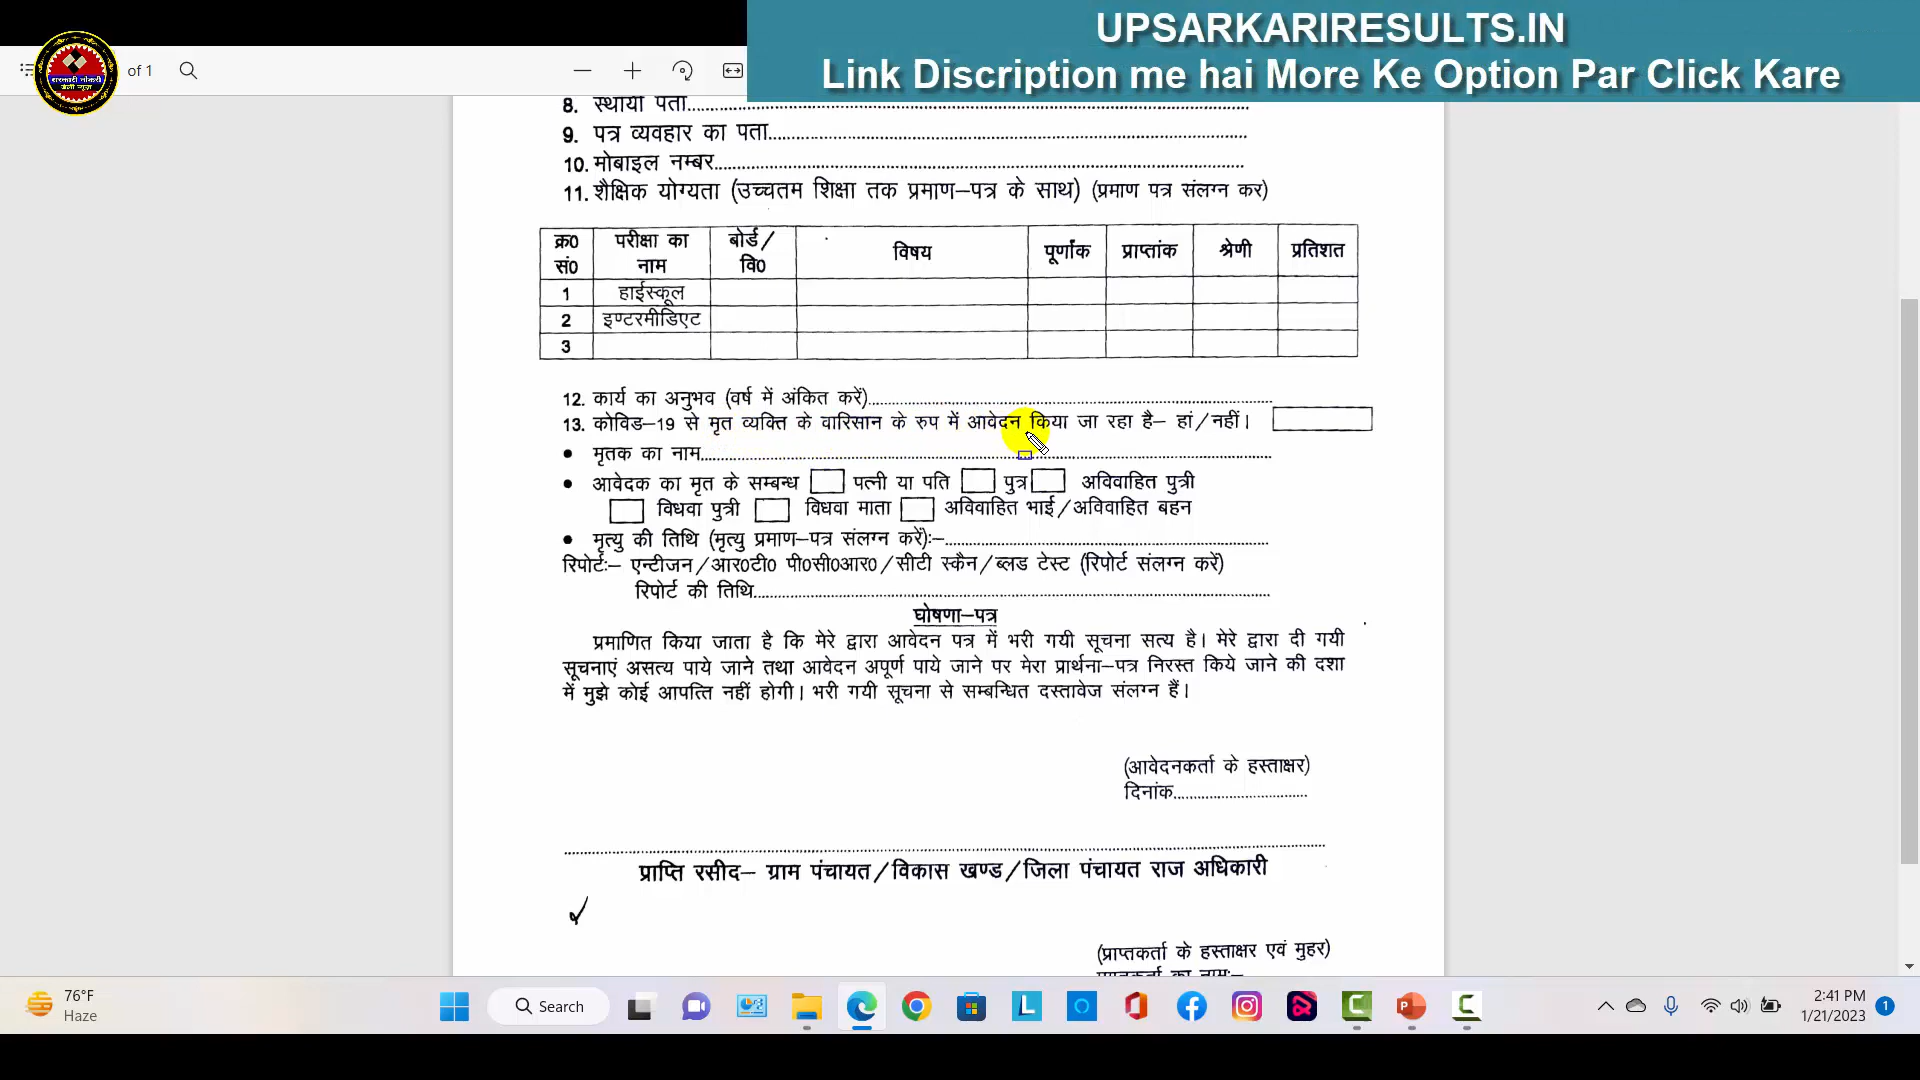 UPSARKARIRESULTS.IN
Link Discription me hai More Ke Option Par Click Kare
सरकारी नौकरी
of 1
8. स्थायी पता
9. पत्र व्यवहार का पता
10. मोबाइल नम्बर
11. शैक्षिक योग्यता (उच्चतम शिक्षा तक प्रमाण–पत्र के साथ) (प्रमाण पत्र संलग्न कर)
क्र0 सं0 परीक्षा का नाम बोर्ड/ वि0 विषय पूर्णांक प्राप्तांक श्रेणी प्रतिशत
1 हाईस्कूल
2 इण्टरमीडिएट
3
12. कार्य का अनुभव (वर्ष में अंकित करें)
13. कोविड–19 से मृत व्यक्ति के वारिसान के रुप में आवेदन किया जा रहा है– हां/नहीं।
• मृतक का नाम
• आवेदक का मृत के सम्बन्ध पत्नी या पति पुत्र अविवाहित पुत्री
विधवा पुत्री विधवा माता अविवाहित भाई/अविवाहित बहन
• मृत्यु की तिथि (मृत्यु प्रमाण–पत्र संलग्न करें):–
रिपोर्टः– एन्टीजन/आर0टी0 पी0सी0आर0/सीटी स्कैन/ब्लड टेस्ट (रिपोर्ट संलग्न करें)
रिपोर्ट की तिथि
घोषणा–पत्र
प्रमाणित किया जाता है कि मेरे द्वारा आवेदन पत्र में भरी गयी सूचना सत्य है। मेरे द्वारा दी गयी
सूचनाएं असत्य पाये जाने तथा आवेदन अपूर्ण पाये जाने पर मेरा प्रार्थना–पत्र निरस्त किये जाने की दशा
में मुझे कोई आपत्ति नहीं होगी। भरी गयी सूचना से सम्बन्धित दस्तावेज संलग्न हैं।
(आवेदनकर्ता के हस्ताक्षर)
दिनांक
प्राप्ति रसीद– ग्राम पंचायत/विकास खण्ड/जिला पंचायत राज अधिकारी
(प्राप्तकर्ता के हस्ताक्षर एवं मुहर)
76°F
Haze
Search
2:41 PM
1/21/2023
1